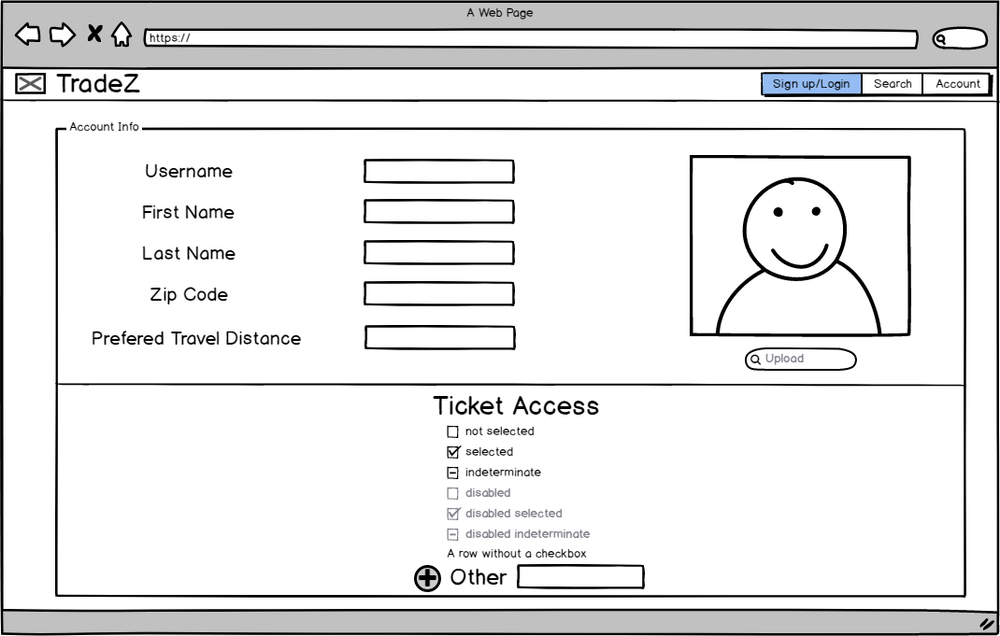 A Web Page
https://
TradeZ
Sign up/Login Search Account
Account Info
Username
First Name
Last Name
Zip Code
Prefered Travel Distance
Upload
Ticket Access
not selected
selected
indeterminate
disabled
disabled selected
disabled indeterminate
A row without a checkbox
Other